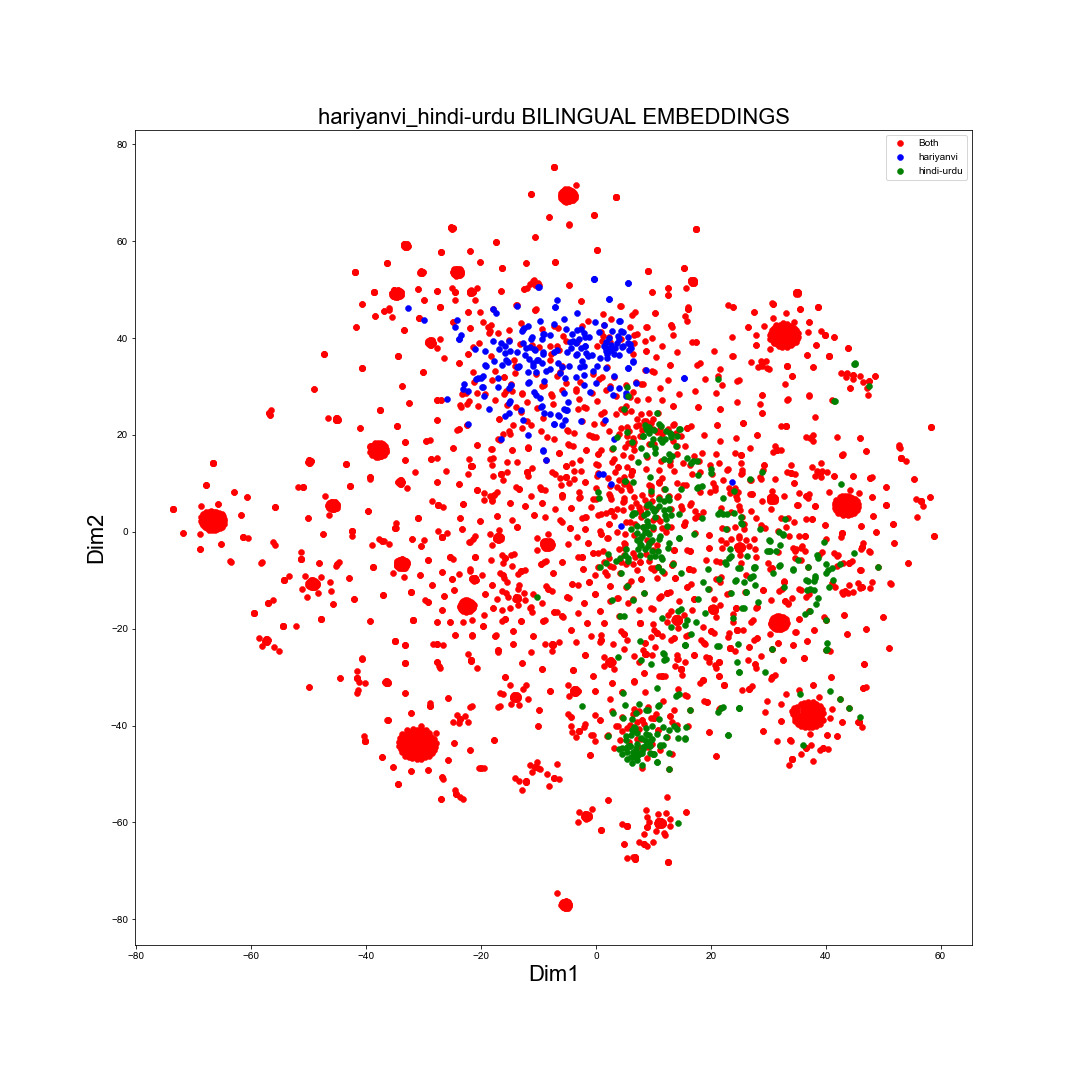 hariyanvi_hindi-urdu BILINGUAL EMBEDDINGS
Both
hariyanvi
hindi-urdu
80
60
40
20
0
−20
−40
−60
−80
Dim2
−80 −60 −40 −20 0 20 40 60
Dim1